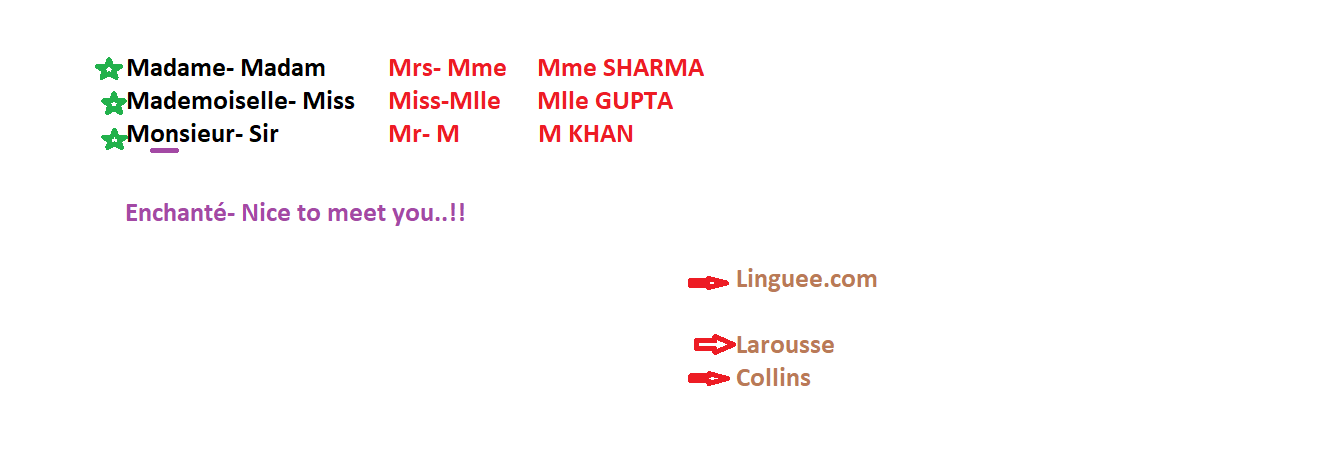 Madame- Madam Mrs- Mme Mme SHARMA
Mademoiselle- Miss Miss-Mlle Mlle GUPTA
Monsieur- Sir Mr- M M KHAN
Enchanté- Nice to meet you..!!
Linguee.com
Larousse
Collins